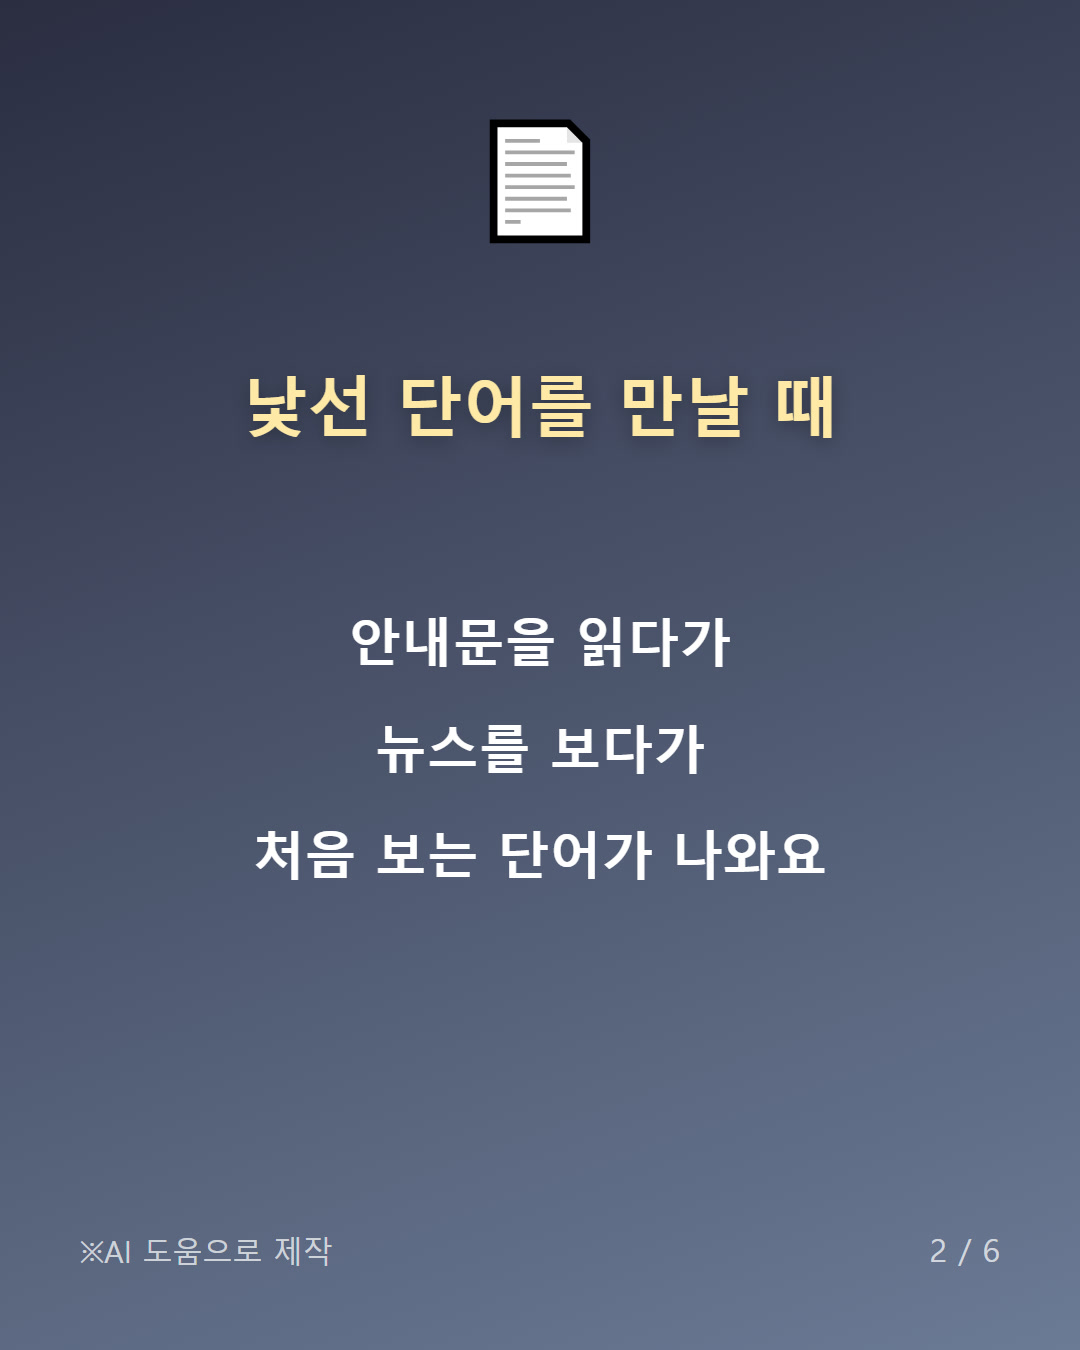 낯선 단어를 만날 때
안내문을 읽다가
뉴스를 보다가
처음 보는 단어가 나와요
※AI 도움으로 제작
2 / 6